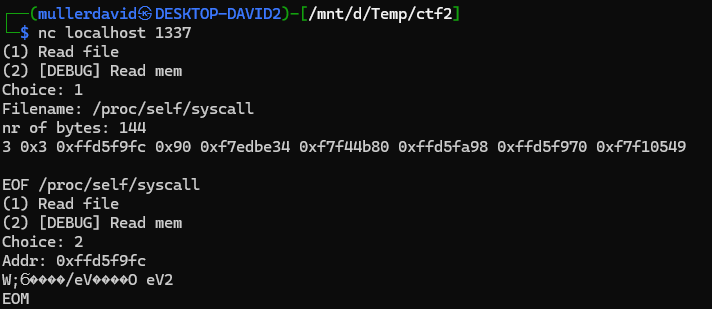 ┌──(mullerdavid㉿DESKTOP-DAVID2)-[/mnt/d/Temp/ctf2]
└─$ nc localhost 1337
(1) Read file
(2) [DEBUG] Read mem
Choice: 1
Filename: /proc/self/syscall
nr of bytes: 144
3 0x3 0xffd5f9fc 0x90 0xf7edbe34 0xf7f44b80 0xffd5fa98 0xffd5f970 0xf7f10549
EOF /proc/self/syscall
(1) Read file
(2) [DEBUG] Read mem
Choice: 2
Addr: 0xffd5f9fc
eV2
EOM